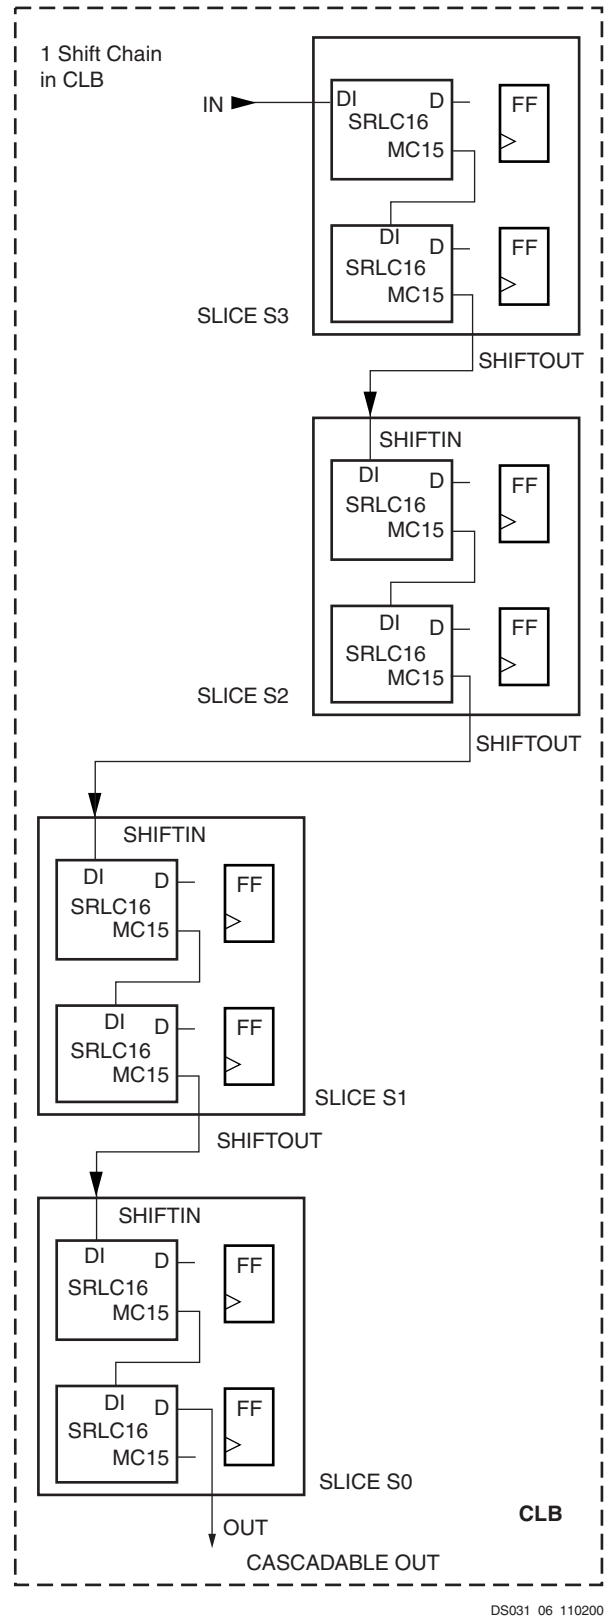 1 Shift Chain
in CLB
IN
DI
D
SRLC16
MC15
FF
DI
D
SRLC16
MC15
FF
SLICE S3
SHIFTOUT
SHIFTIN
DI
D
SRLC16
MC15
FF
DI
D
SRLC16
MC15
FF
SLICE S2
SHIFTOUT
SHIFTIN
DI
D
SRLC16
MC15
FF
DI
D
SRLC16
MC15
FF
SLICE S1
SHIFTOUT
SHIFTIN
DI
D
SRLC16
MC15
FF
DI
D
SRLC16
MC15
FF
SLICE S0
OUT
CLB
CASCADABLE OUT
DS031_06_110200